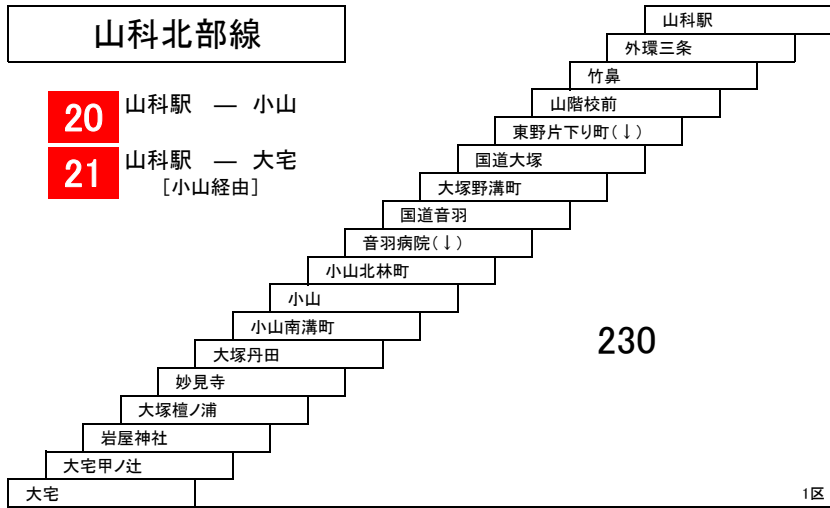 山科北部線
20 山科駅 ― 小山
21 山科駅 ― 大宅
[小山経由]
山科駅
外環三条
竹鼻
山階校前
東野片下り町(↓)
国道大塚
大塚野溝町
国道音羽
音羽病院(↓)
小山北林町
小山
小山南溝町
大塚丹田
妙見寺
大塚檀ノ浦
岩屋神社
大宅甲ノ辻
大宅
230
1区